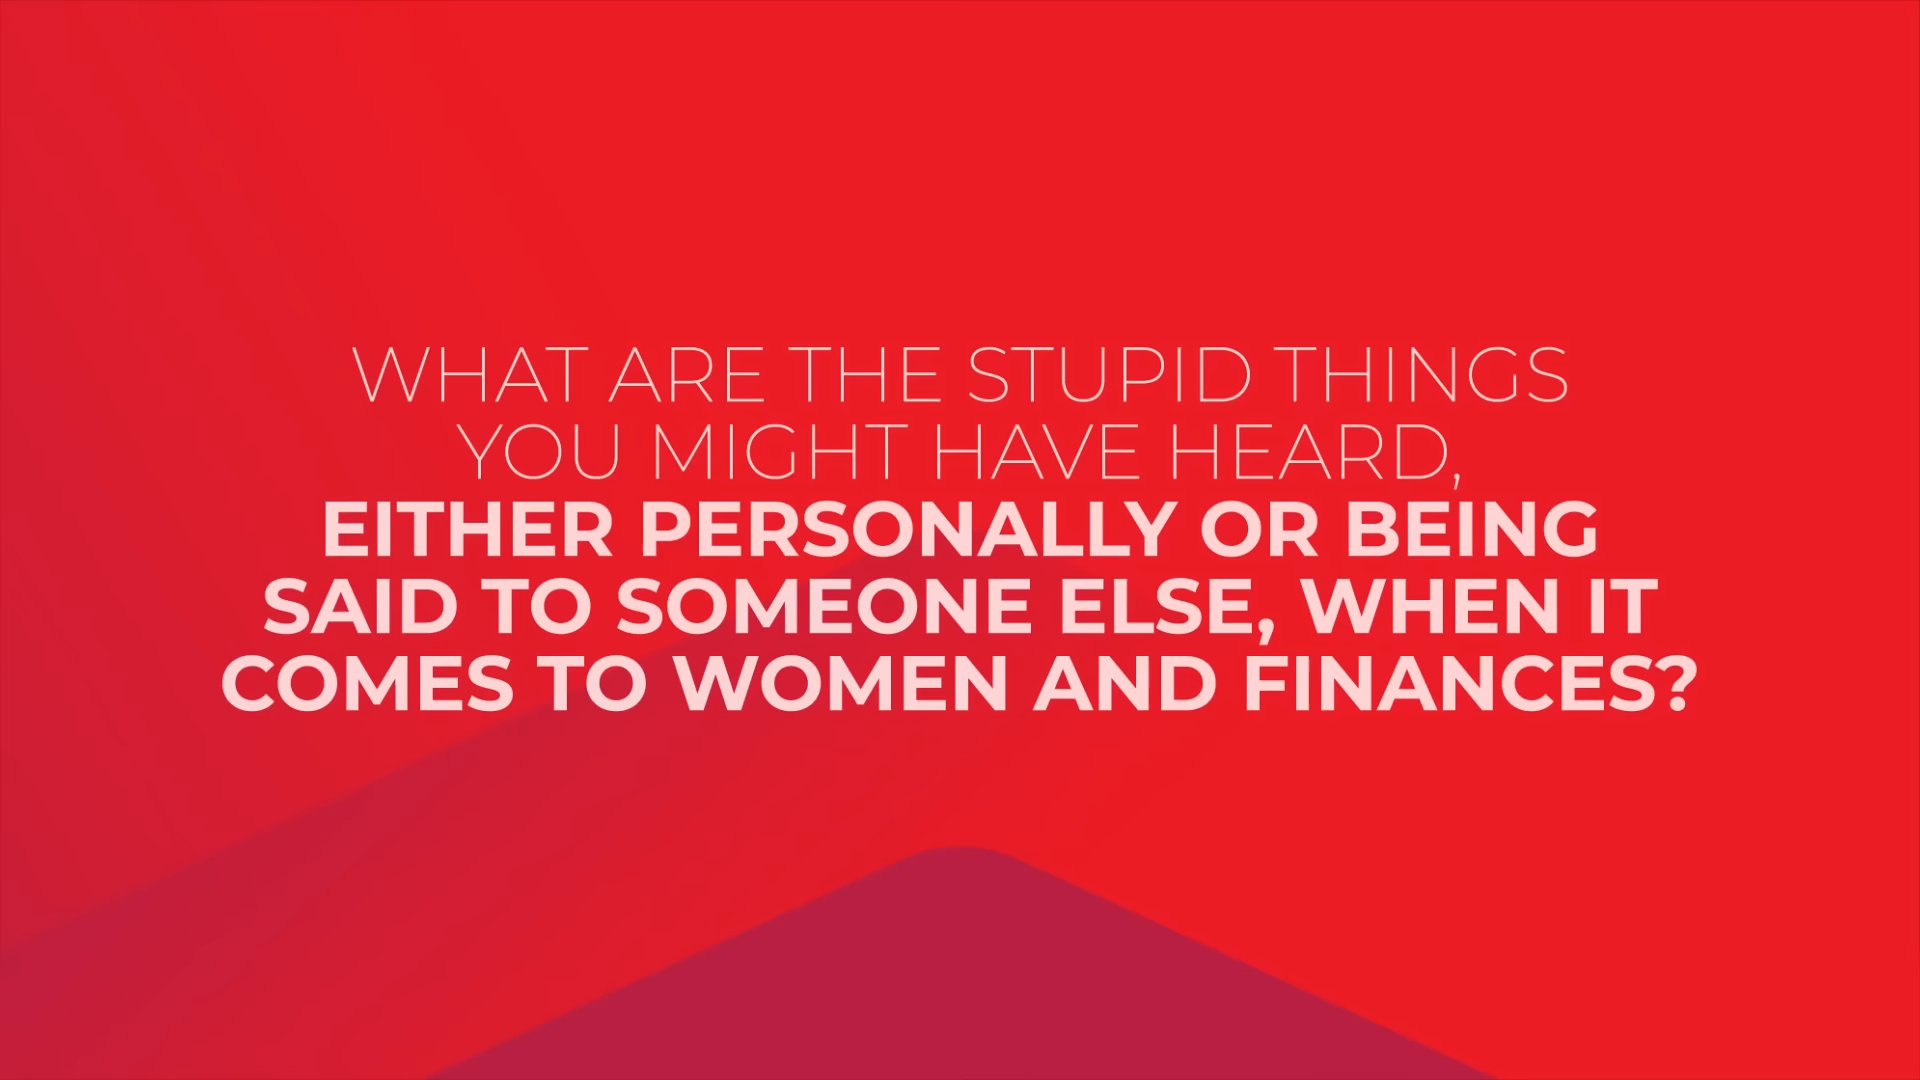 WHAT ARE THE STUPID THINGS
YOU MIGHT HAVE HEARD,
EITHER PERSONALLY OR BEING
SAID TO SOMEONE ELSE, WHEN IT
COMES TO WOMEN AND FINANCES?